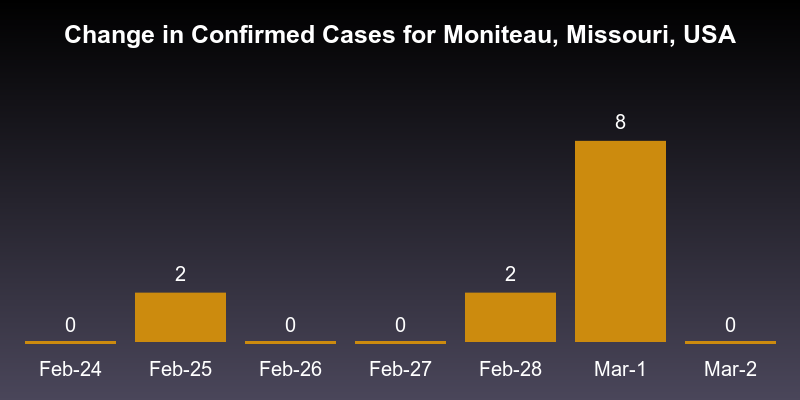 Change in Confirmed Cases for Moniteau, Missouri, USA
8
2
2
0
0
0
0
Feb-24
Feb-25
Feb-26
Feb-27
Feb-28
Mar-1
Mar-2